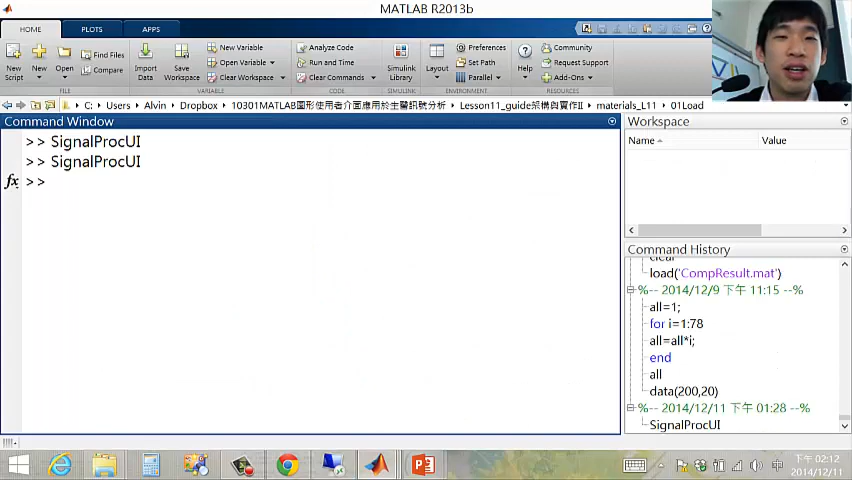 MATLAB R2013b
HOME PLOTS APPS
New Script
New
Open
Find Files
Compare
Import Data
Save Workspace
New Variable
Open Variable
Clear Workspace
Analyze Code
Run and Time
Clear Commands
Simulink Library
Layout
Preferences
Set Path
Parallel
Help
Community
Request Support
Add-Ons
FILE VARIABLE CODE SIMULINK ENVIRONMENT RESOURCES
C: Users Alvin Dropbox 10301MATLAB圖形使用者介面應用於生醫訊號分析 Lesson11_guide架構與實作II materials_L11 01Load
Command Window
>> SignalProcUI
>> SignalProcUI
fx >>
Workspace
Name Value
Command History
clear
load('CompResult.mat')
%-- 2014/12/9 下午 11:15 --%
all=1;
for i=1:78
all=all*i;
end
all
data(200,20)
%-- 2014/12/11 下午 01:28 --%
SignalProcUI
中
下午 02:12
2014/12/11